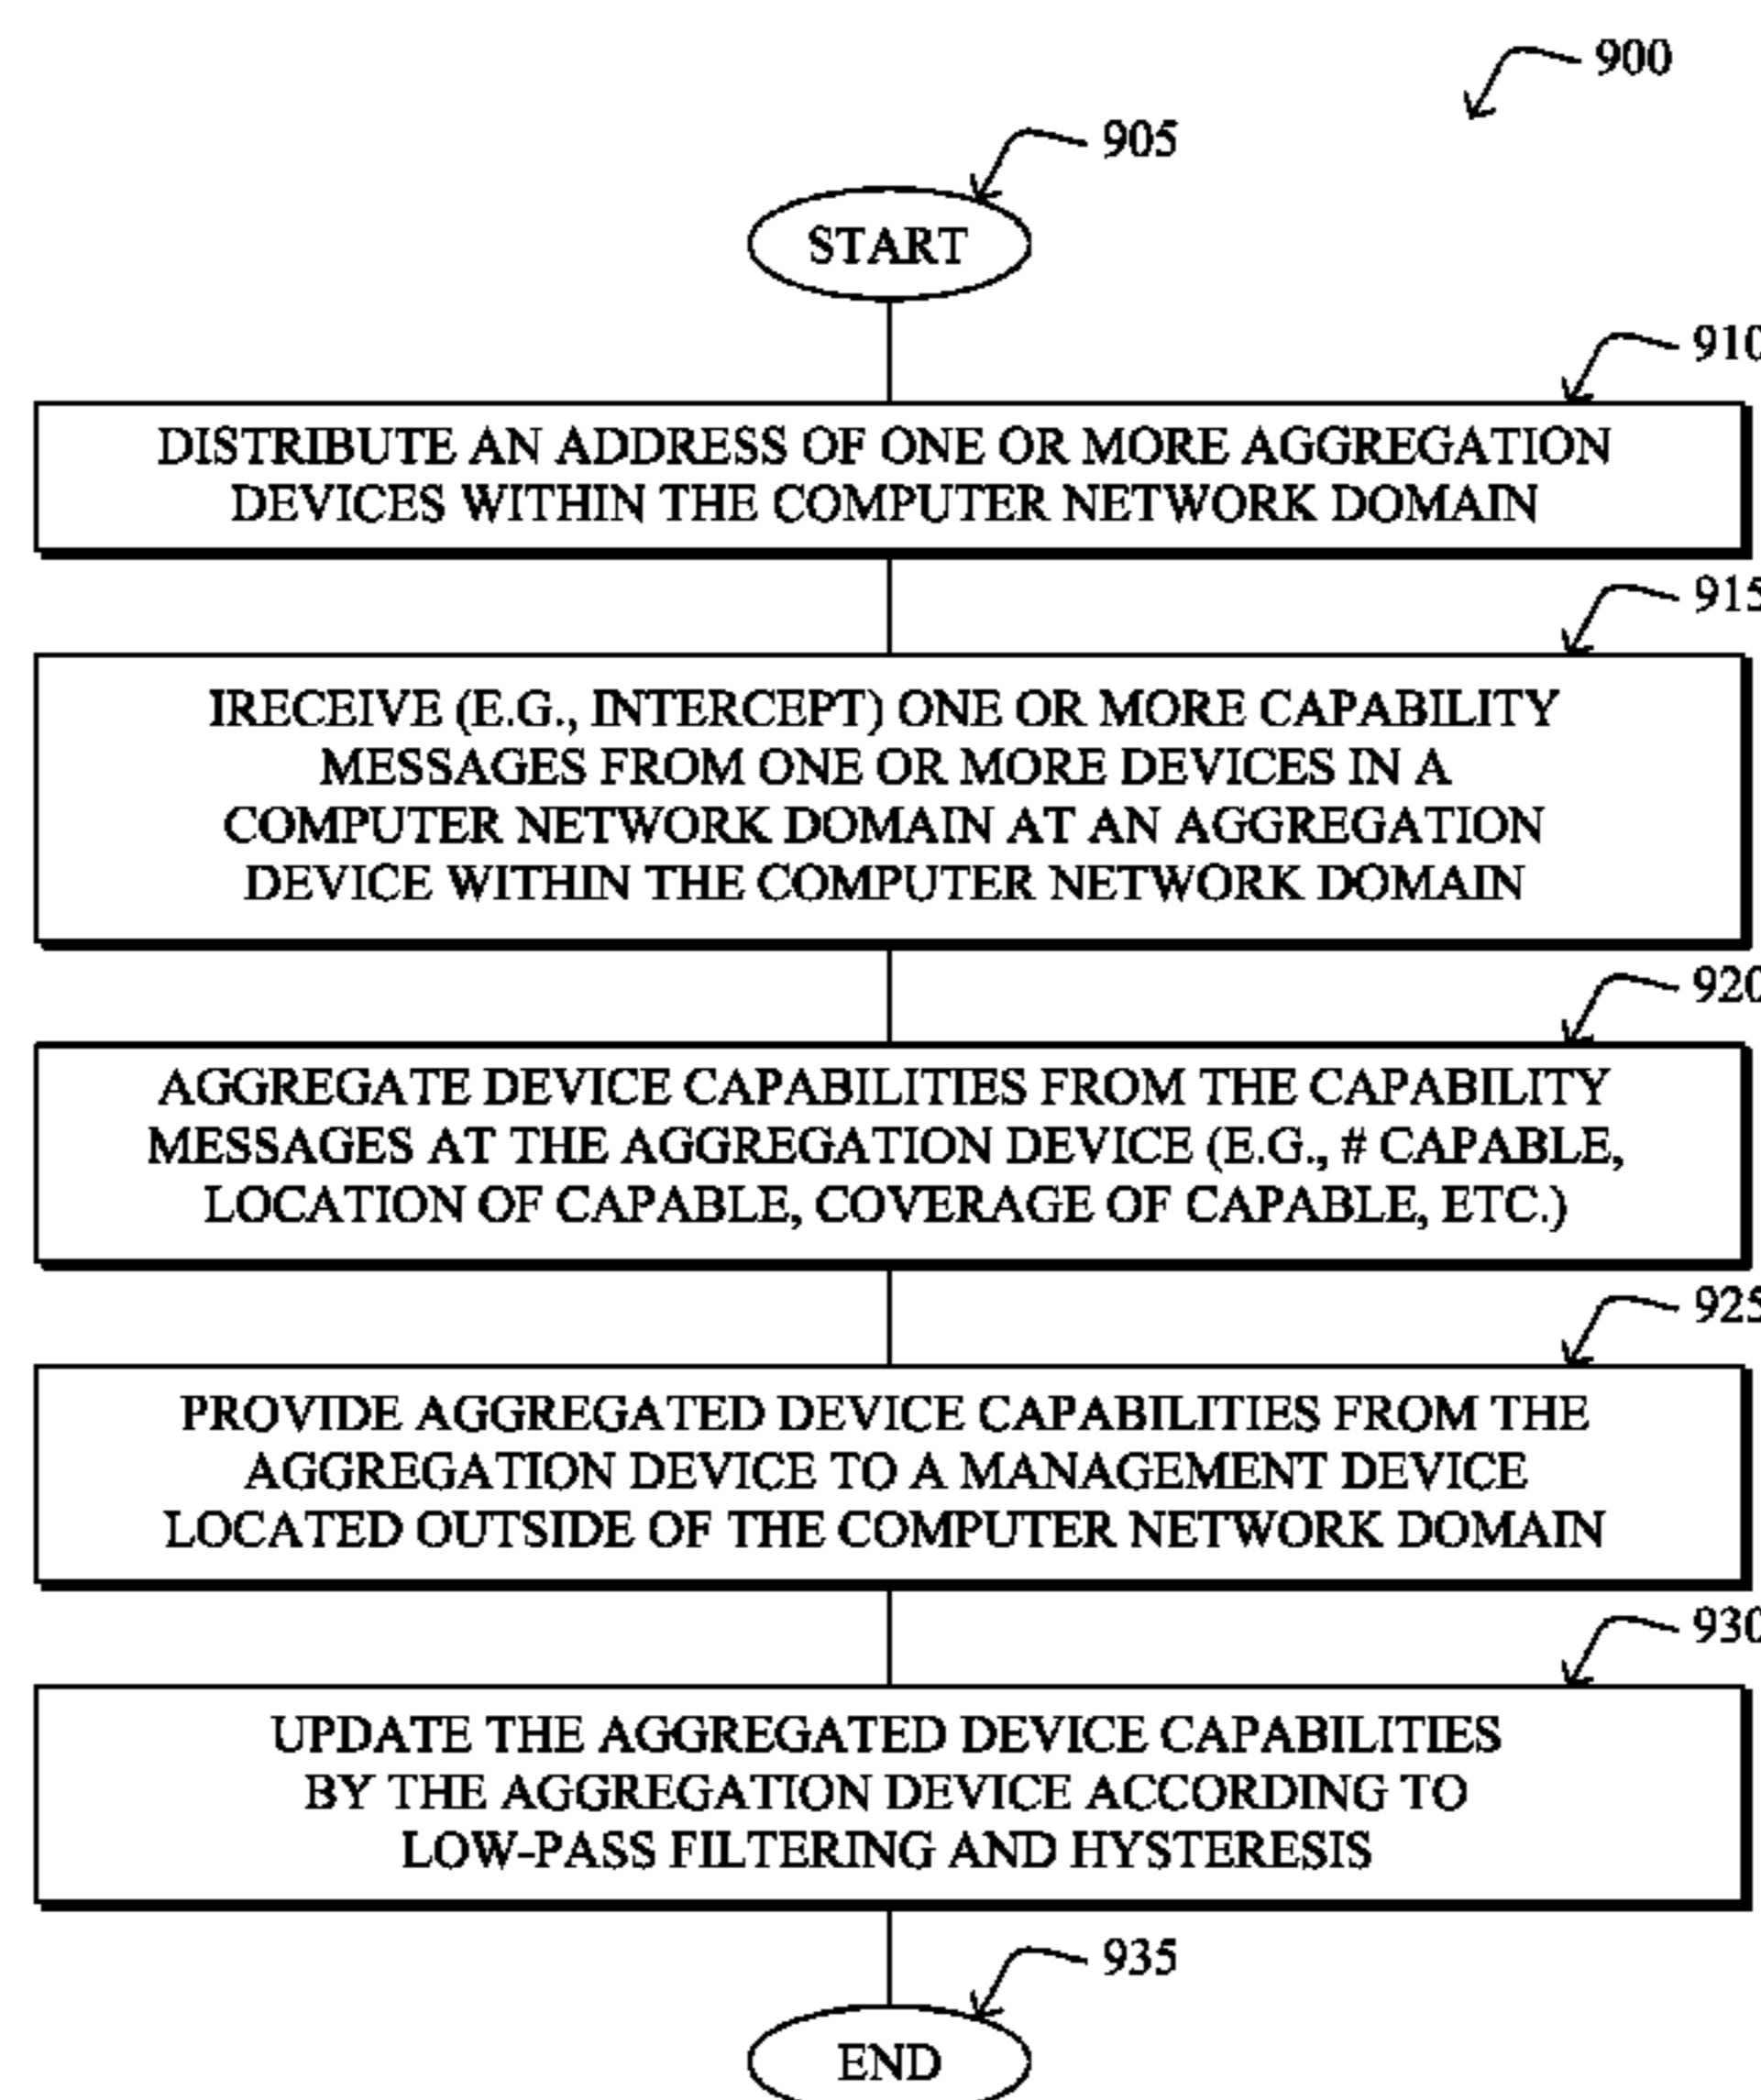 900
905
START
910
DISTRIBUTE AN ADDRESS OF ONE OR MORE AGGREGATION
DEVICES WITHIN THE COMPUTER NETWORK DOMAIN
915
IRECEIVE (E.G., INTERCEPT) ONE OR MORE CAPABILITY
MESSAGES FROM ONE OR MORE DEVICES IN A
COMPUTER NETWORK DOMAIN AT AN AGGREGATION
DEVICE WITHIN THE COMPUTER NETWORK DOMAIN
920
AGGREGATE DEVICE CAPABILITIES FROM THE CAPABILITY
MESSAGES AT THE AGGREGATION DEVICE (E.G., # CAPABLE,
LOCATION OF CAPABLE, COVERAGE OF CAPABLE, ETC.)
925
PROVIDE AGGREGATED DEVICE CAPABILITIES FROM THE
AGGREGATION DEVICE TO A MANAGEMENT DEVICE
LOCATED OUTSIDE OF THE COMPUTER NETWORK DOMAIN
930
UPDATE THE AGGREGATED DEVICE CAPABILITIES
BY THE AGGREGATION DEVICE ACCORDING TO
LOW-PASS FILTERING AND HYSTERESIS
935
END